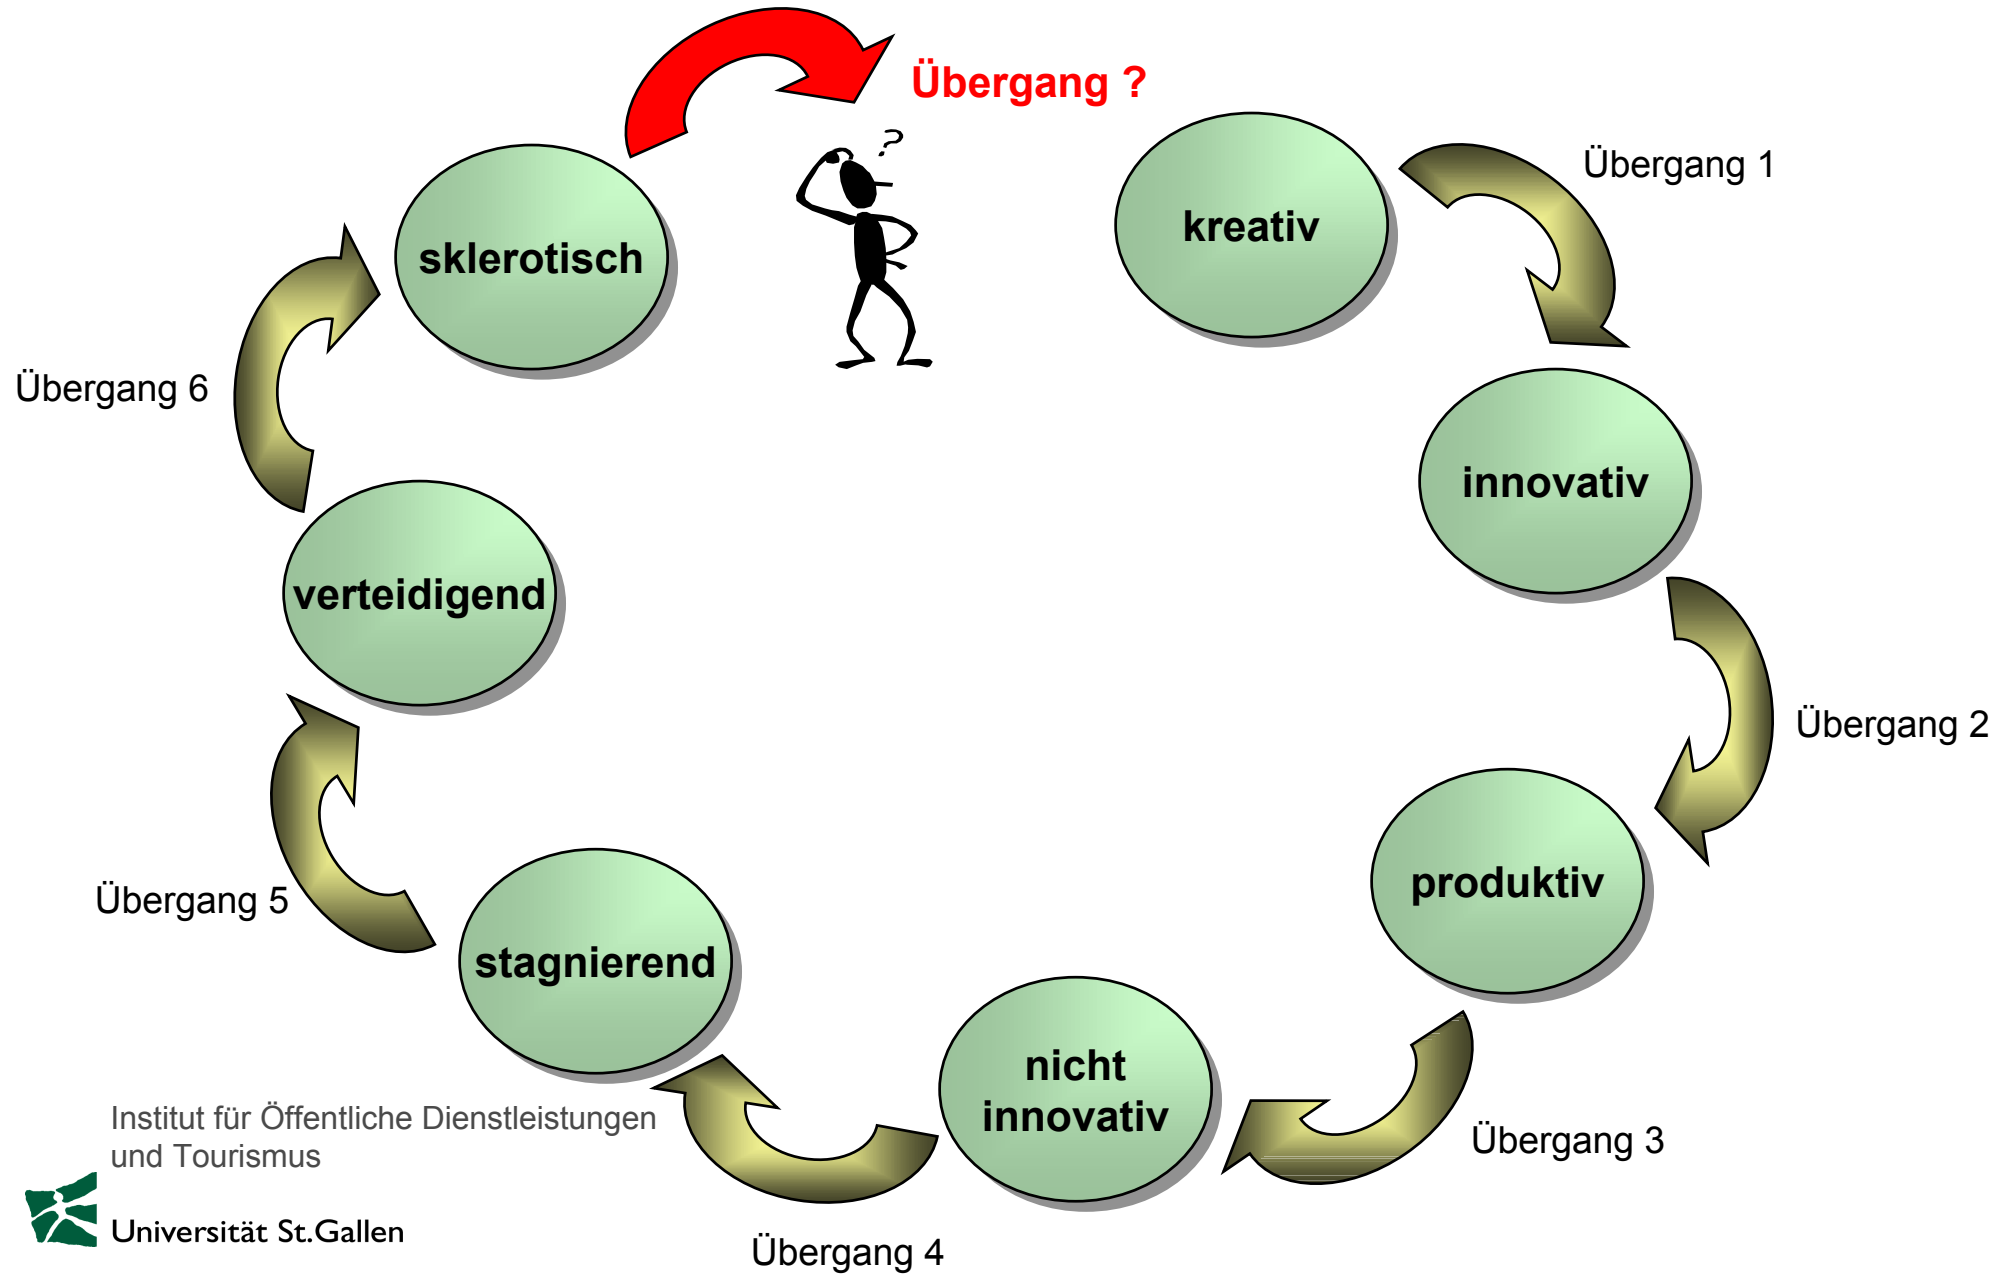 Übergang ?
?
kreativ
Übergang 1
innovativ
Übergang 2
produktiv
Übergang 3
nicht
innovativ
Übergang 4
stagnierend
Übergang 5
verteidigend
Übergang 6
sklerotisch
Institut für Öffentliche Dienstleistungen
und Tourismus
Universität St.Gallen